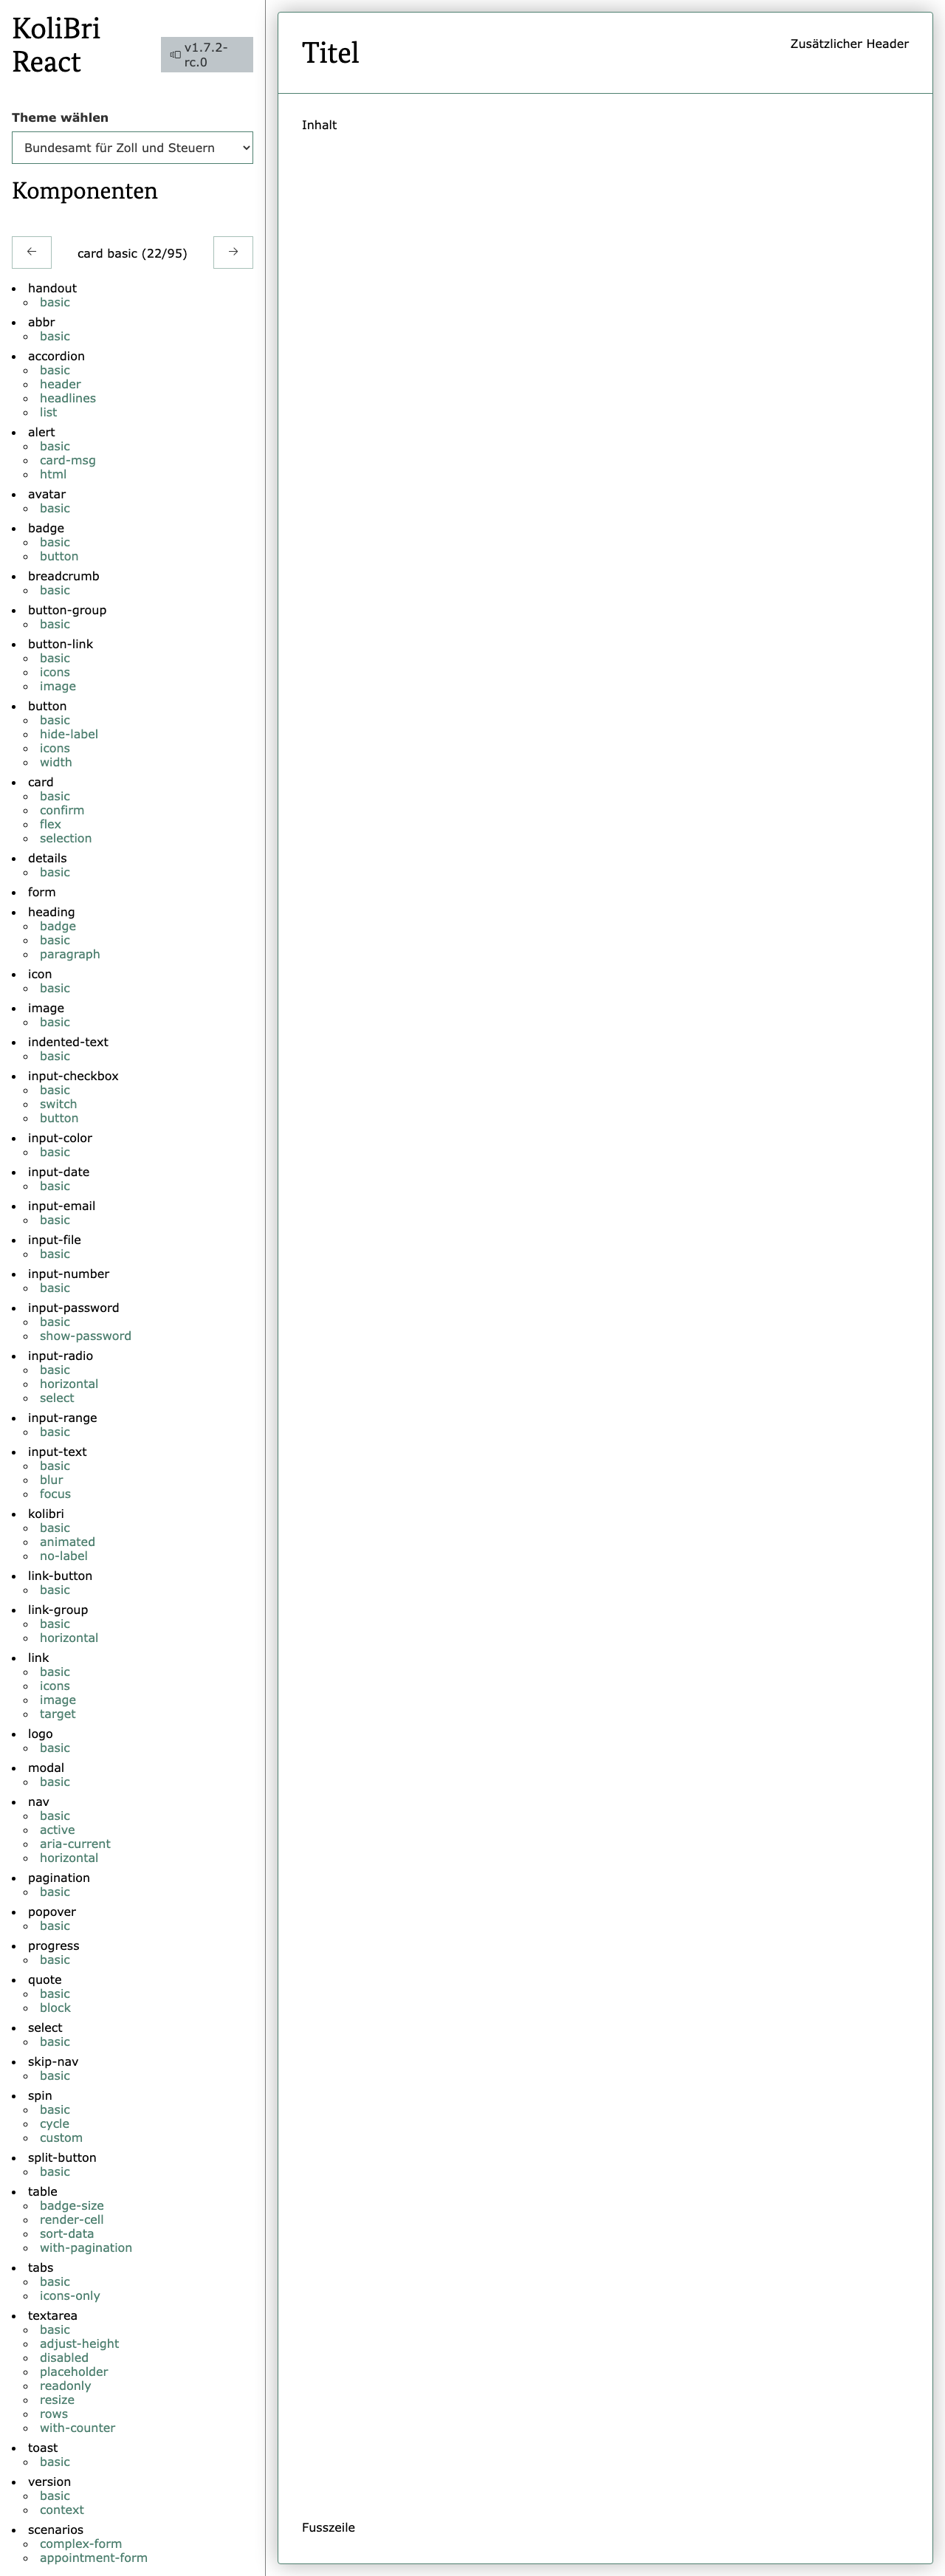 KoliBri
React
v1.7.2-
rc.0
Theme wählen
Bundesamt für Zoll und Steuern
Komponenten
← card basic (22/95) →
handout
basic
abbr
basic
accordion
basic
header
headlines
list
alert
basic
card-msg
html
avatar
basic
badge
basic
button
breadcrumb
basic
button-group
basic
button-link
basic
icons
image
button
basic
hide-label
icons
width
card
basic
confirm
flex
selection
details
basic
form
heading
badge
basic
paragraph
icon
basic
image
basic
indented-text
basic
input-checkbox
basic
switch
button
input-color
basic
input-date
basic
input-email
basic
input-file
basic
input-number
basic
input-password
basic
show-password
input-radio
basic
horizontal
select
input-range
basic
input-text
basic
blur
focus
kolibri
basic
animated
no-label
link-button
basic
link-group
basic
horizontal
link
basic
icons
image
target
logo
basic
modal
basic
nav
basic
active
aria-current
horizontal
pagination
basic
popover
basic
progress
basic
quote
basic
block
select
basic
skip-nav
basic
spin
basic
cycle
custom
split-button
basic
table
badge-size
render-cell
sort-data
with-pagination
tabs
basic
icons-only
textarea
basic
adjust-height
disabled
placeholder
readonly
resize
rows
with-counter
toast
basic
version
basic
context
scenarios
complex-form
appointment-form
Titel
Zusätzlicher Header
Inhalt
Fusszeile